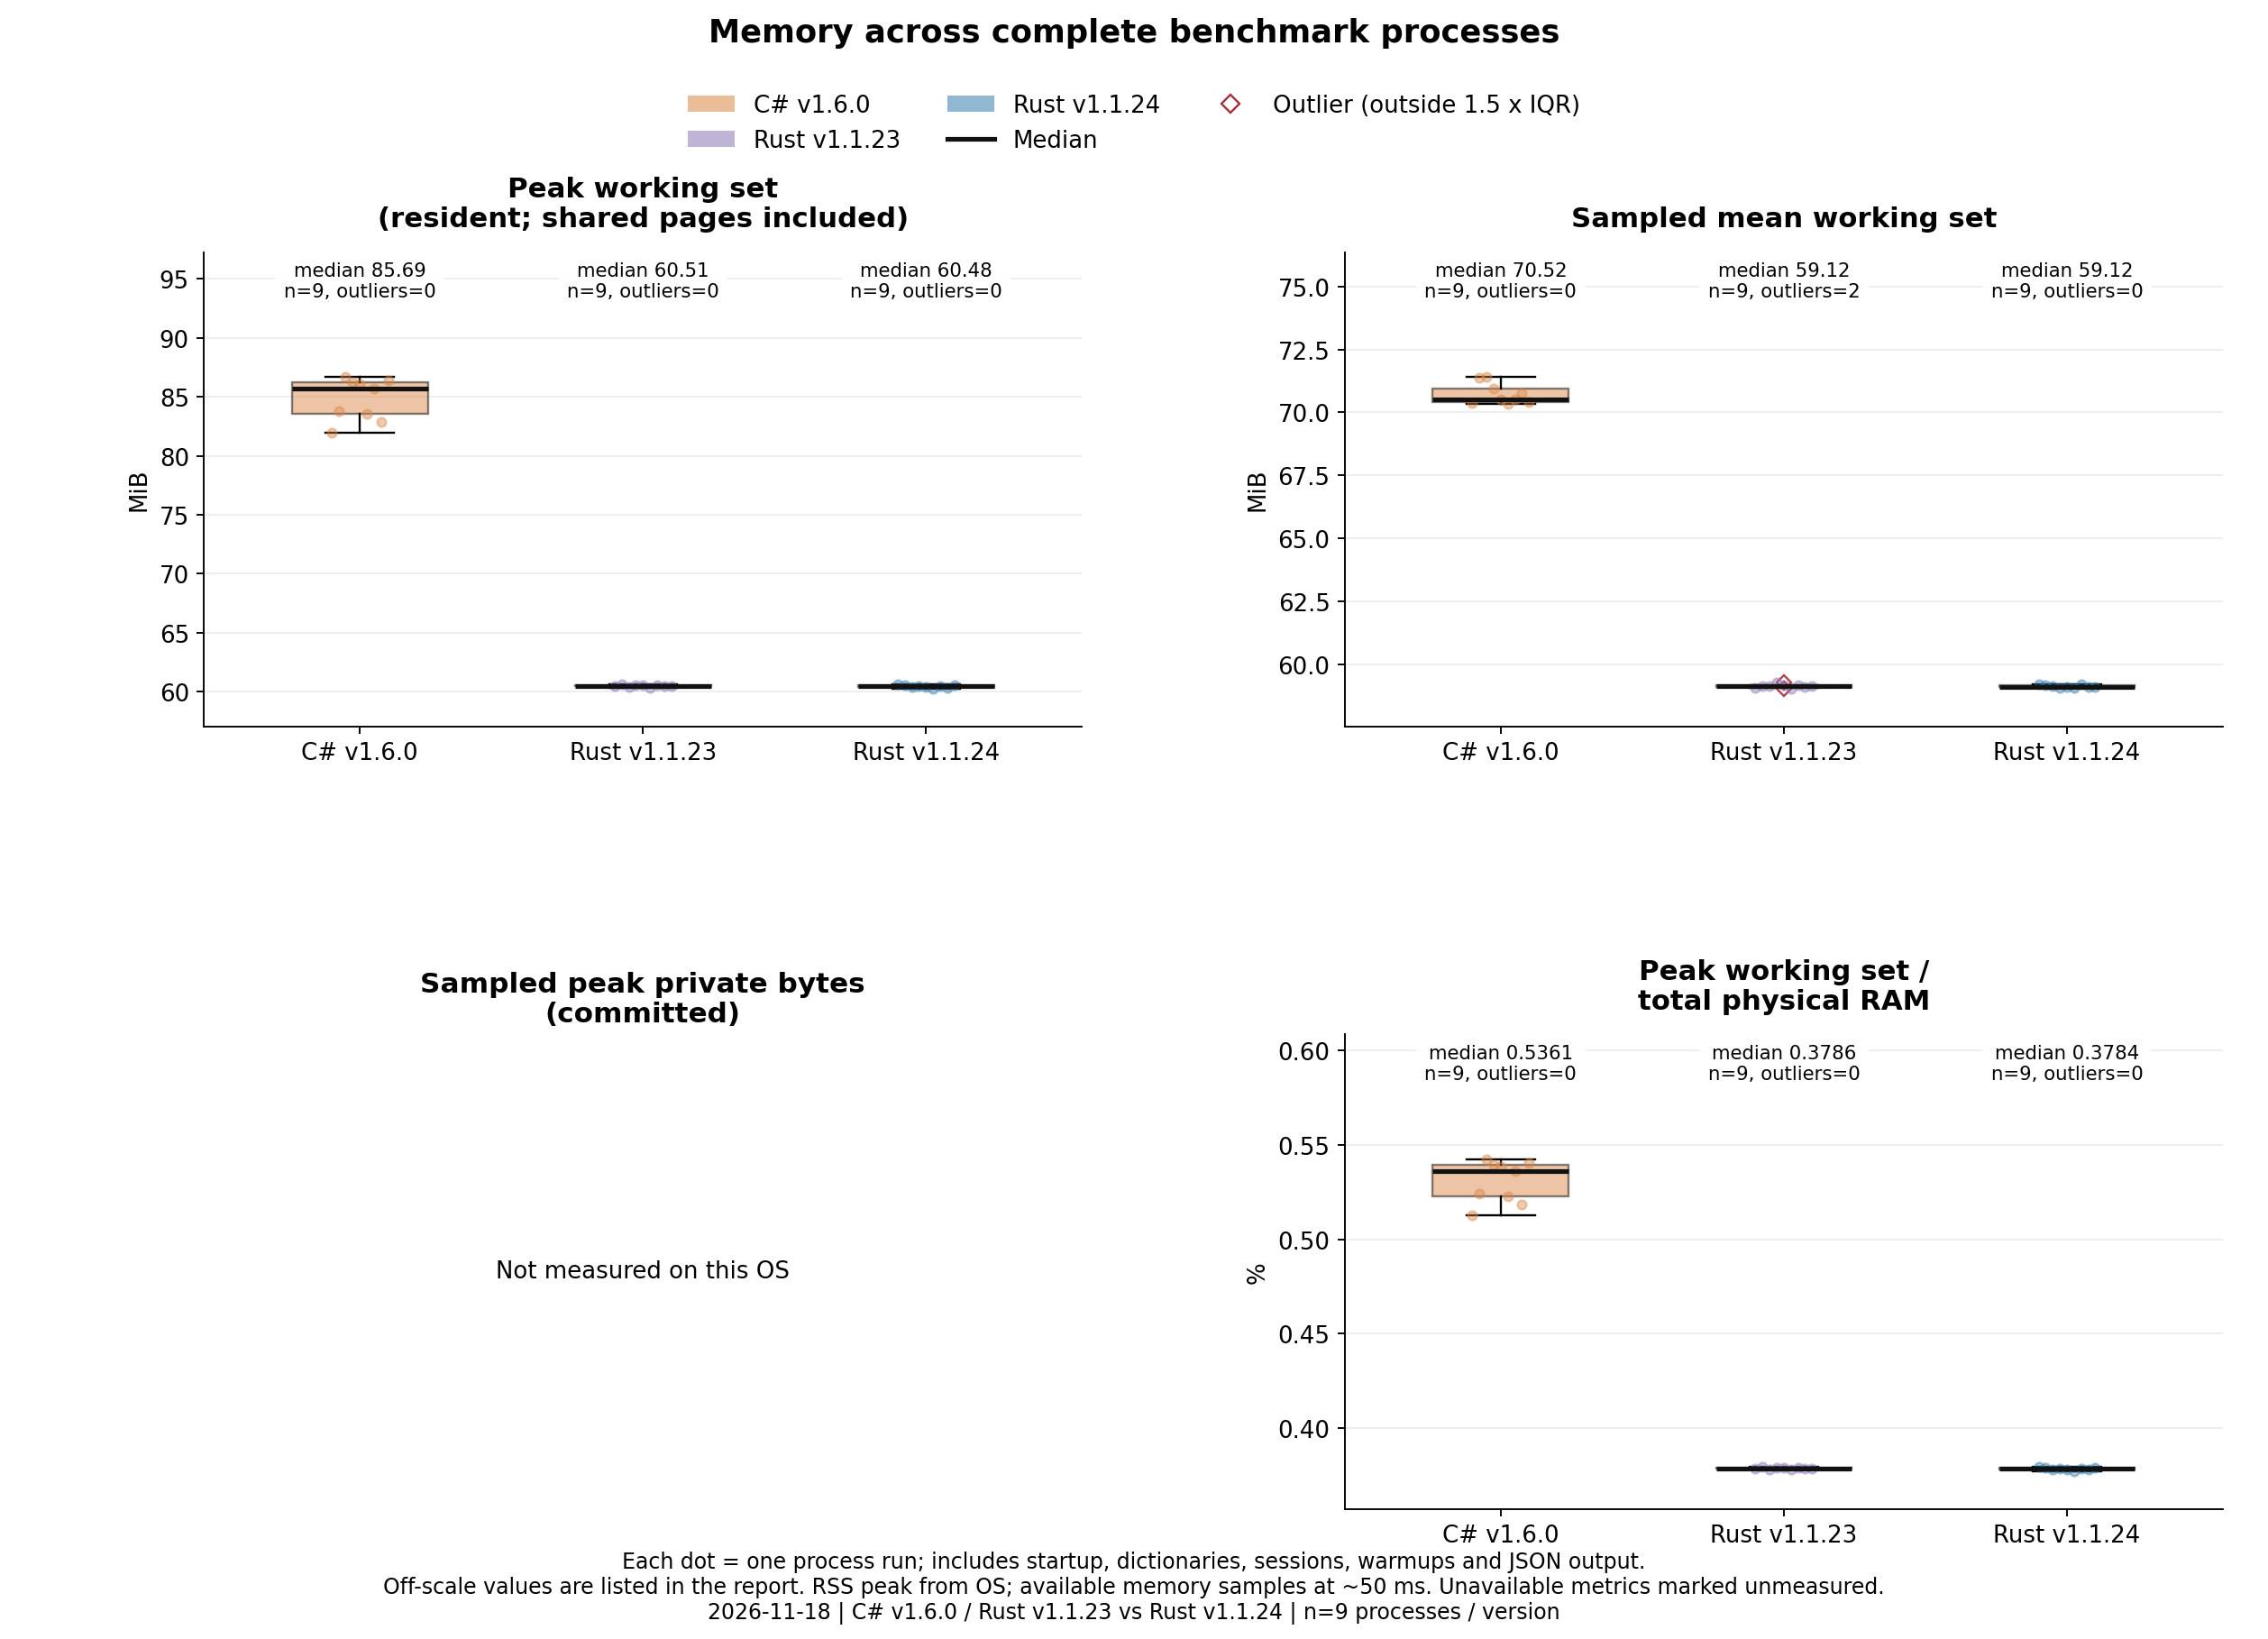 Memory across complete benchmark processes
C# v1.6.0
Rust v1.1.23
Rust v1.1.24
Median
Outlier (outside 1.5 x IQR)
Peak working set
(resident; shared pages included)
median 85.69
n=9, outliers=0
median 60.51
n=9, outliers=0
median 60.48
n=9, outliers=0
95
90
85
80
75
70
65
60
MiB
C# v1.6.0
Rust v1.1.23
Rust v1.1.24
Sampled mean working set
median 70.52
n=9, outliers=0
median 59.12
n=9, outliers=2
median 59.12
n=9, outliers=0
75.0
72.5
70.0
67.5
65.0
62.5
60.0
MiB
C# v1.6.0
Rust v1.1.23
Rust v1.1.24
Sampled peak private bytes
(committed)
Not measured on this OS
Peak working set /
total physical RAM
median 0.5361
n=9, outliers=0
median 0.3786
n=9, outliers=0
median 0.3784
n=9, outliers=0
0.60
0.55
0.50
0.45
0.40
%
C# v1.6.0
Rust v1.1.23
Rust v1.1.24
Each dot = one process run; includes startup, dictionaries, sessions, warmups and JSON output.
Off-scale values are listed in the report. RSS peak from OS; available memory samples at ~50 ms. Unavailable metrics marked unmeasured.
2026-11-18 | C# v1.6.0 / Rust v1.1.23 vs Rust v1.1.24 | n=9 processes / version